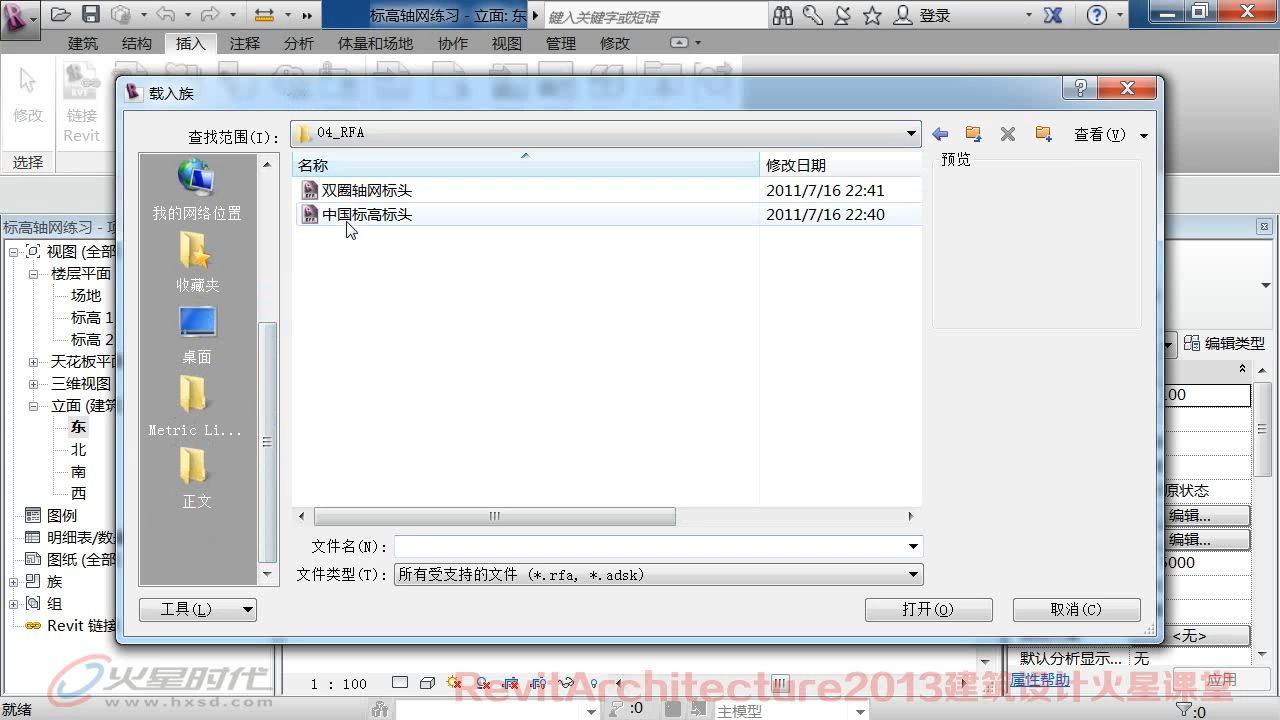 标高轴网练习 - 立面: 东
键入关键字或短语
登录
建筑 结构 插入 注释 分析 体量和场地 协作 视图 管理 修改
修改
链接
Revit
选择
载入族
查找范围(I):
04_RFA
查看(V)
名称
修改日期
预览
双圈轴网标头
2011/7/16 22:41
中国标高标头
2011/7/16 22:40
我的网络位置
收藏夹
桌面
Metric Li...
正文
文件名(N):
文件类型(T):
所有受支持的文件 (*.rfa, *.adsk)
工具(L)
打开(O)
取消(C)
标高轴网练习 - 项
视图 (全部
楼层平面
场地
标高 1
标高 2
天花板平面
三维视图
立面 (建筑
东
北
南
西
图例
明细表/数
图纸 (全部
族
组
Revit 链接
编辑类型
原状态
编辑...
编辑...
<无>
默认分析显示...
无
属性帮助
应用
1 : 100
火星时代
www.hxsd.com
RevitArchitecture2013建筑设计火星课堂
就绪
:0
主模型
:0